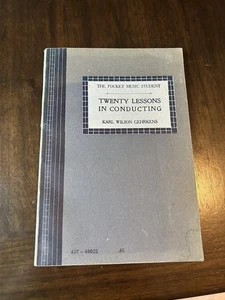 THE POCKET MUSIC STUDENT
TWENTY LESSONS
IN CONDUCTING
KARL WILSON GEHRKENS